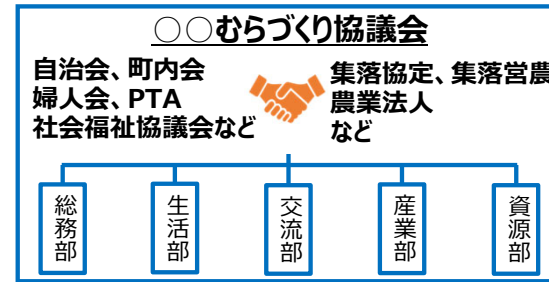 ○○むらづくり協議会
自治会、町内会
婦人会、PTA
社会福祉協議会など
集落協定、集落営農
農業法人
など
総務部
生活部
交流部
産業部
資源部